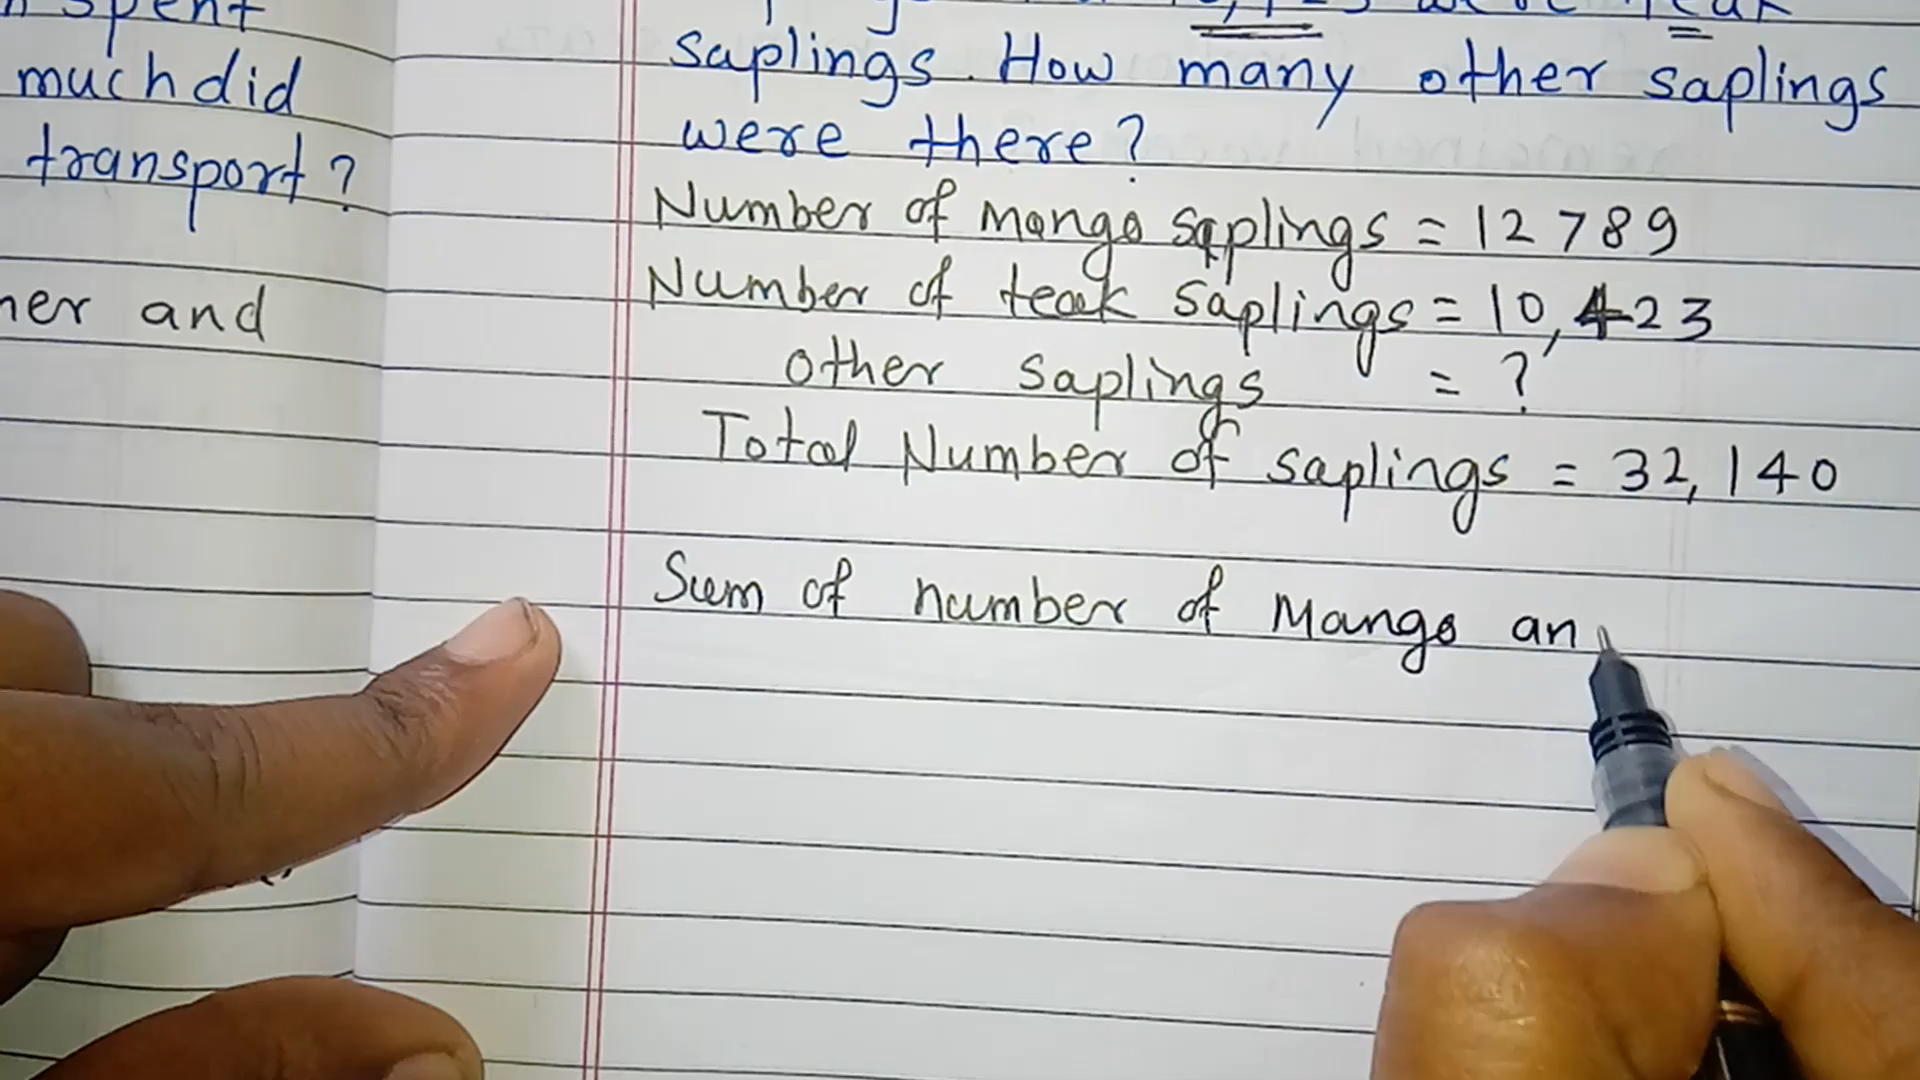 spent
much did
transport?
and
saplings. How many other saplings
were there?
Number of mango saplings = 12789
Number of teak saplings = 10,423
other saplings = ?
Total Number of saplings = 32,140
Sum of number of Mango an